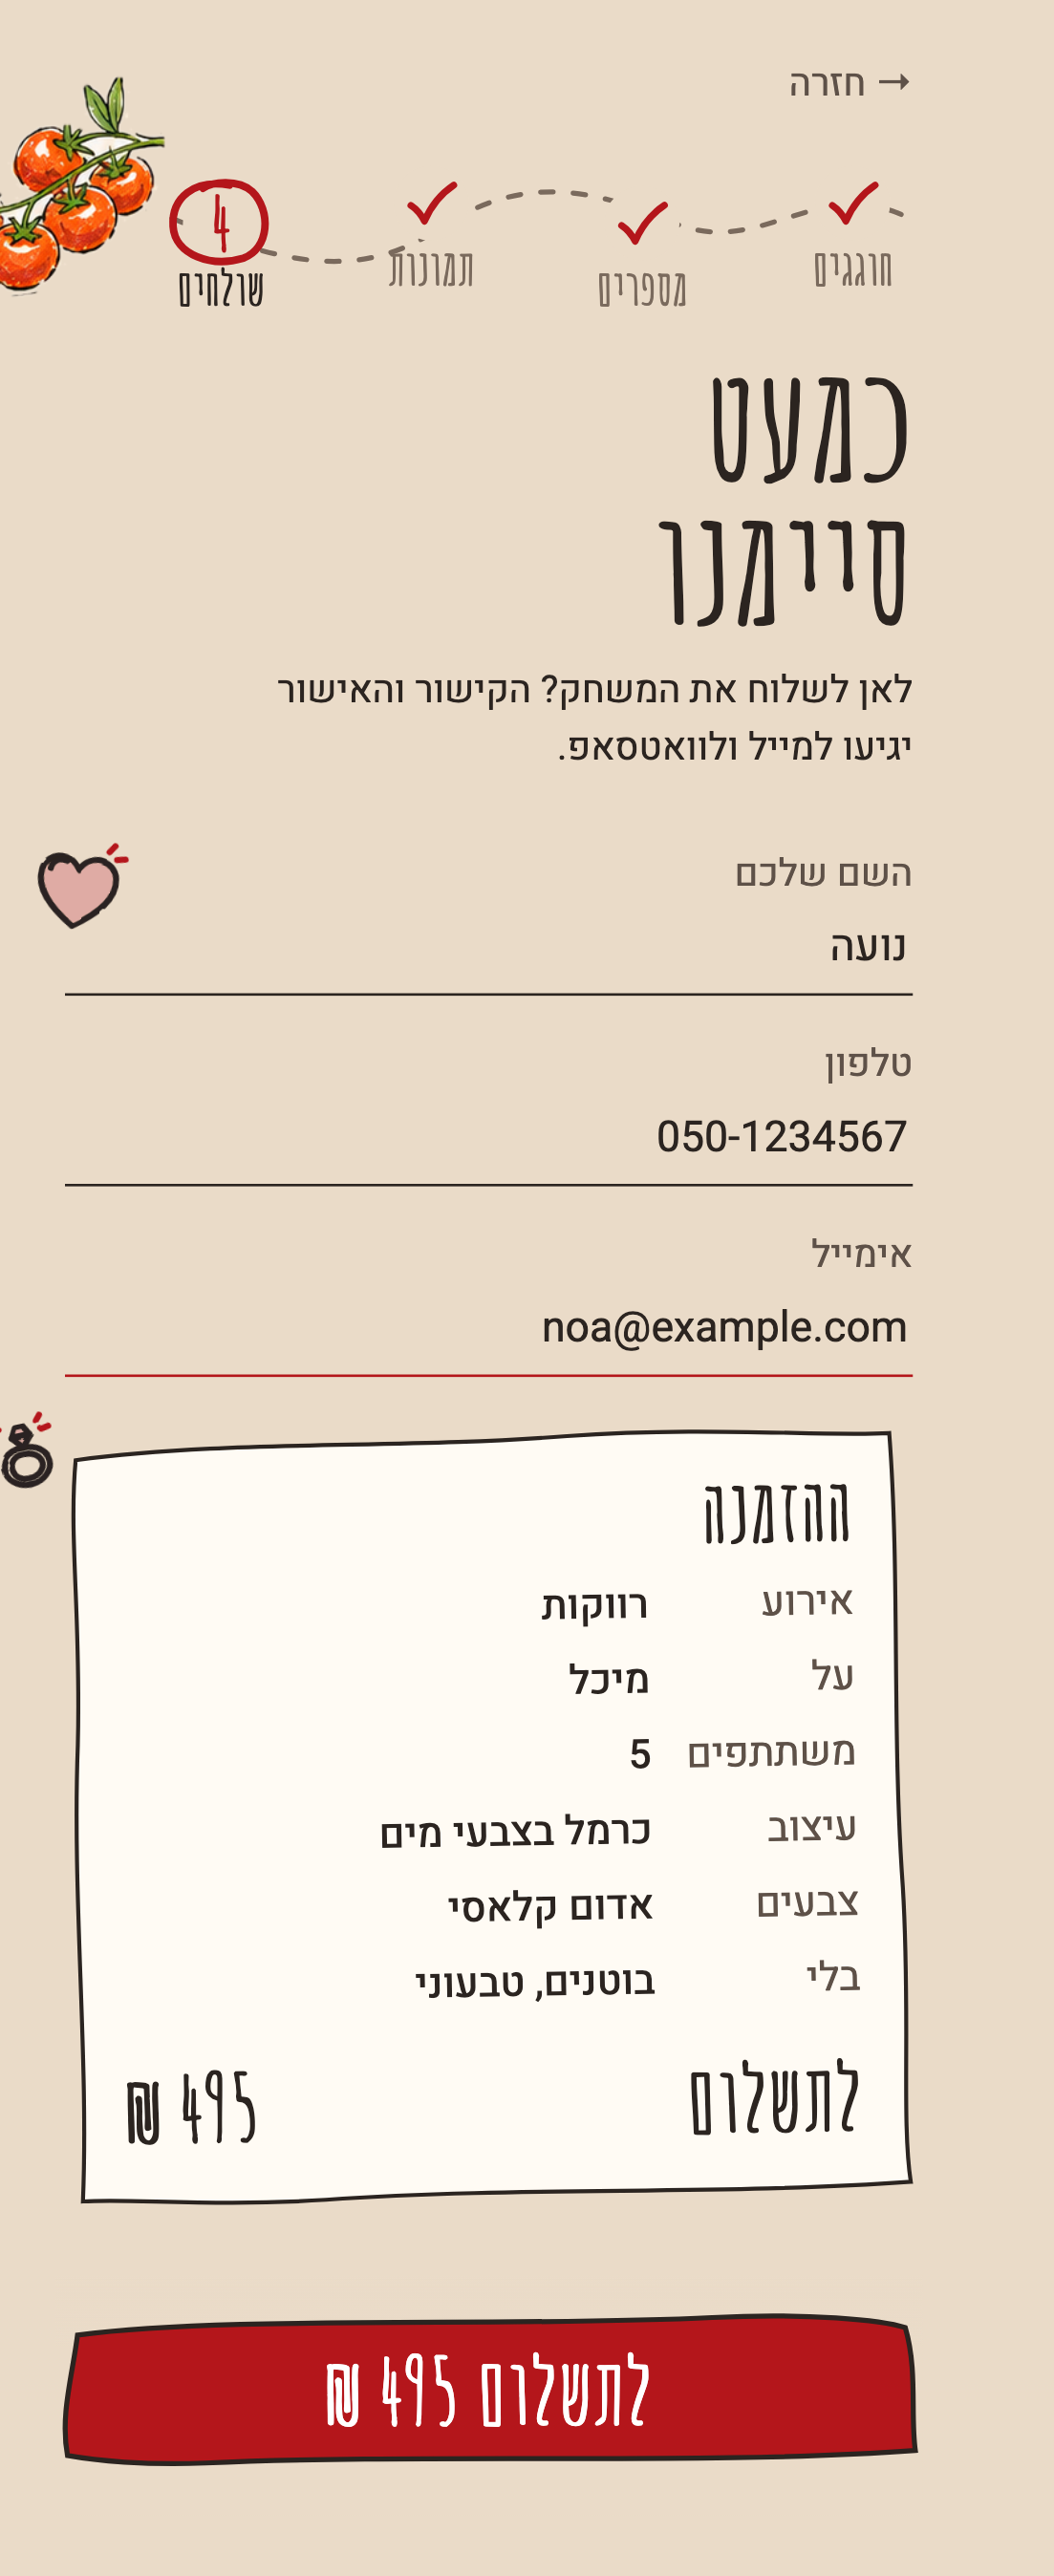 → חזרה
חוגגים
מספרים
תמונות
4
שולחים
כמעט
סיימנו
לאן לשלוח את המשחק? הקישור והאישור
יגיעו למייל ולוואטסאפ.
השם שלכם
נועה
טלפון
050-1234567
אימייל
noa@example.com
ההזמנה
אירוע רווקות
על מיכל
משתתפים 5
עיצוב כרמל בצבעי מים
צבעים אדום קלאסי
בלי בוטנים, טבעוני
לתשלום 495 ₪
לתשלום 495 ₪